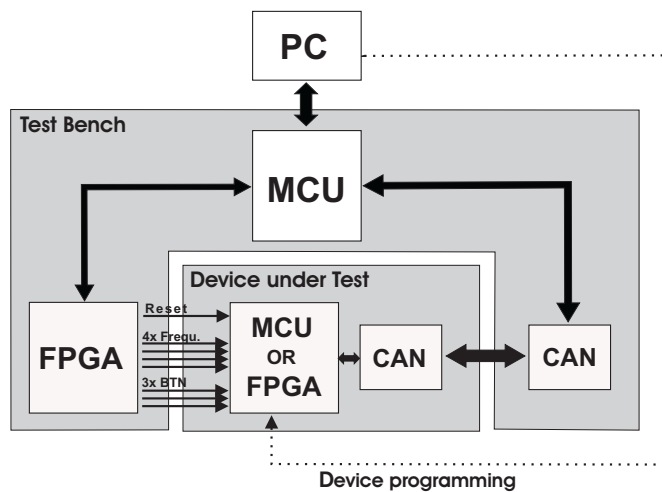 PC
Test Bench
MCU
Device under Test
Reset
4x Frequ.
3x BTN
FPGA
MCU
OR
FPGA
CAN
CAN
Device programming